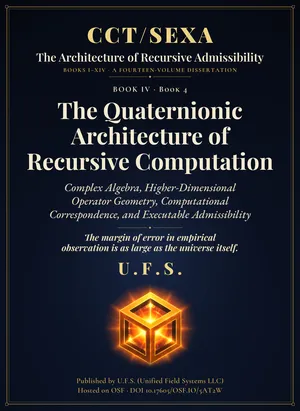 CCT/SEXA
The Architecture of Recursive Admissibility
BOOKS I–XIV · A FOURTEEN-VOLUME DISSERTATION
BOOK IV · Book 4
The Quaternionic
Architecture of
Recursive Computation
Complex Algebra, Higher-Dimensional
Operator Geometry, Computational
Correspondence, and Executable Admissibility
The margin of error in empirical
observation is as large as the universe itself.
U.F.S.
Published by U.F.S. (Unified Field Systems LLC)
Hosted on OSF · DOI 10.17605/OSF.IO/5AT2W